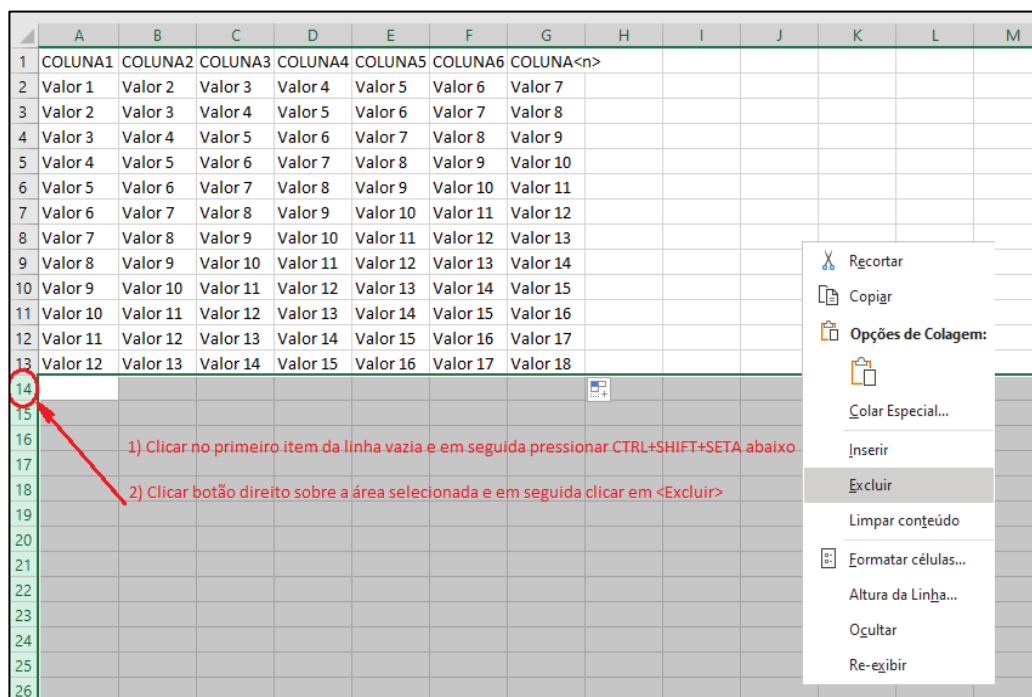 A B C D E F G H I J K L M
1 COLUNA1 COLUNA2 COLUNA3 COLUNA4 COLUNA5 COLUNA6 COLUNA<n>
2 Valor 1 Valor 2 Valor 3 Valor 4 Valor 5 Valor 6 Valor 7
3 Valor 2 Valor 3 Valor 4 Valor 5 Valor 6 Valor 7 Valor 8
4 Valor 3 Valor 4 Valor 5 Valor 6 Valor 7 Valor 8 Valor 9
5 Valor 4 Valor 5 Valor 6 Valor 7 Valor 8 Valor 9 Valor 10
6 Valor 5 Valor 6 Valor 7 Valor 8 Valor 9 Valor 10 Valor 11
7 Valor 6 Valor 7 Valor 8 Valor 9 Valor 10 Valor 11 Valor 12
8 Valor 7 Valor 8 Valor 9 Valor 10 Valor 11 Valor 12 Valor 13
9 Valor 8 Valor 9 Valor 10 Valor 11 Valor 12 Valor 13 Valor 14
10 Valor 9 Valor 10 Valor 11 Valor 12 Valor 13 Valor 14 Valor 15
11 Valor 10 Valor 11 Valor 12 Valor 13 Valor 14 Valor 15 Valor 16
12 Valor 11 Valor 12 Valor 13 Valor 14 Valor 15 Valor 16 Valor 17
13 Valor 12 Valor 13 Valor 14 Valor 15 Valor 16 Valor 17 Valor 18
14
15
16
17
18
19
20
21
22
23
24
25
26
1) Clicar no primeiro item da linha vazia e em seguida pressionar CTRL+SHIFT+SETA abaixo
2) Clicar botão direito sobre a área selecionada e em seguida clicar em <Excluir>
Recortar
Copiar
Opções de Colagem:
Colar Especial...
Inserir
Excluir
Limpar conteúdo
Formatar células...
Altura da Linha...
Ocultar
Re-exibir